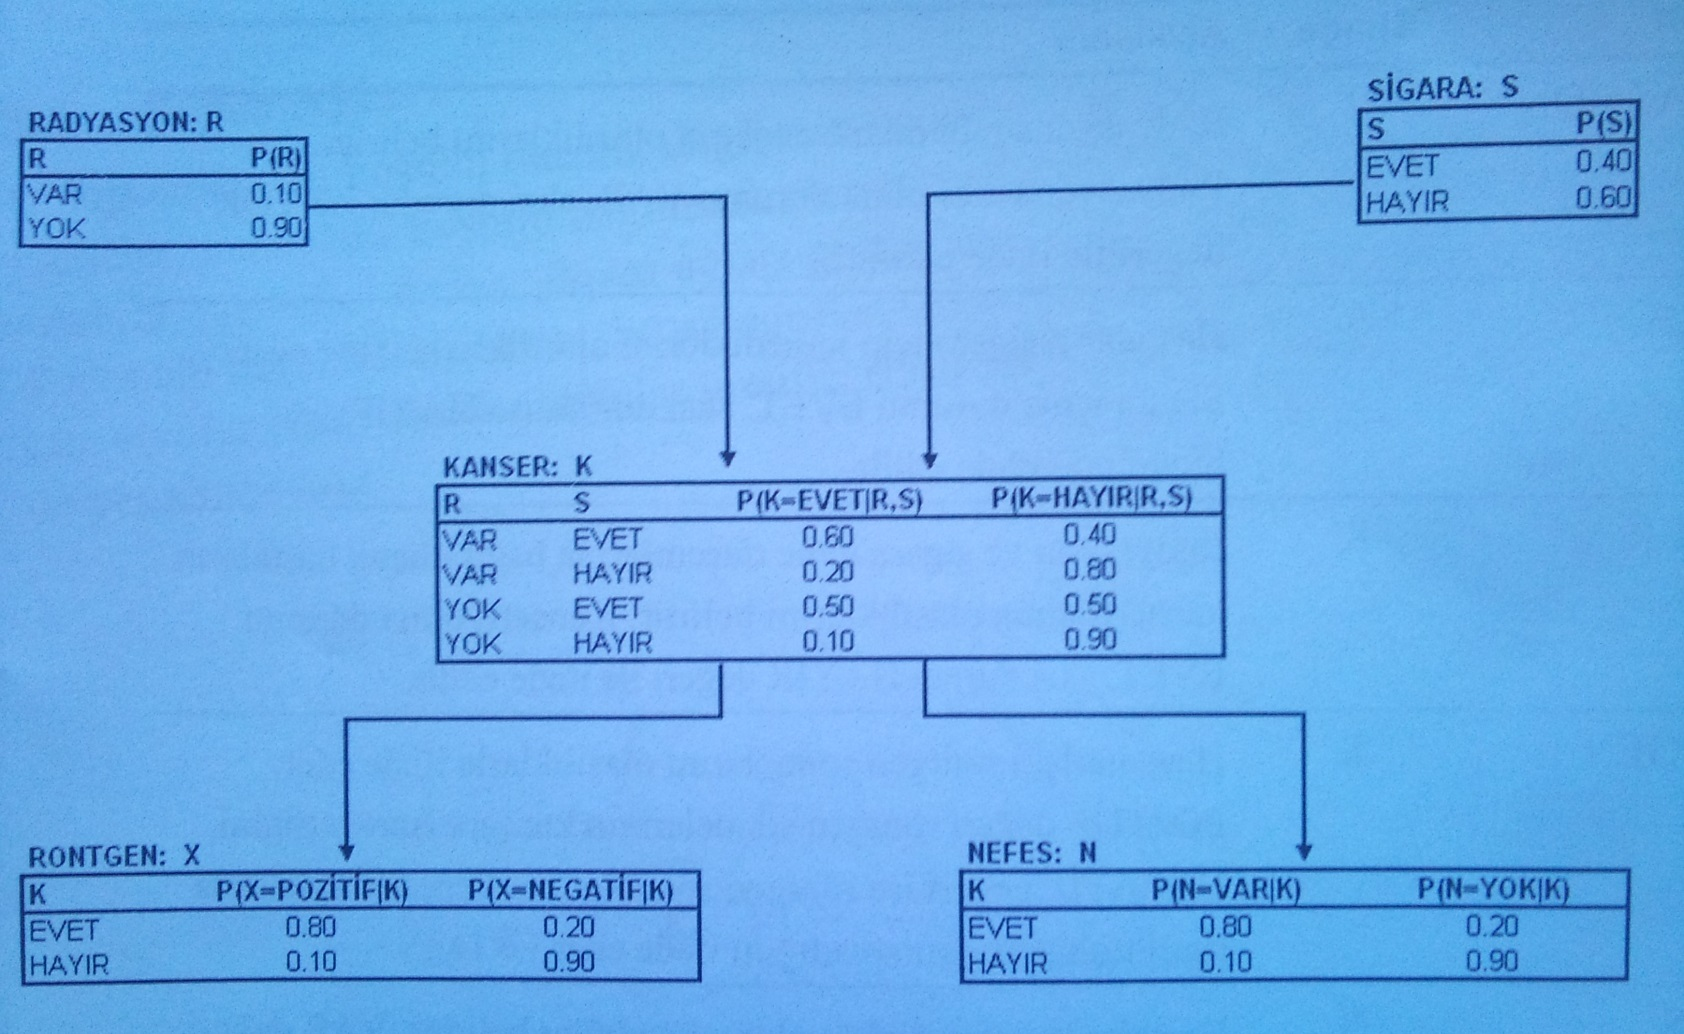 RADYASYON: R
R P(R)
VAR 0.10
YOK 0.90
SİGARA: S
S P(S)
EVET 0.40
HAYIR 0.60
KANSER: K
R S P(K=EVET|R,S) P(K=HAYIR|R,S)
VAR EVET 0.60 0.40
VAR HAYIR 0.20 0.80
YOK EVET 0.50 0.50
YOK HAYIR 0.10 0.90
RONTGEN: X
K P(X=POZİTİF|K) P(X=NEGATİF|K)
EVET 0.80 0.20
HAYIR 0.10 0.90
NEFES: N
K P(N=VAR|K) P(N=YOK|K)
EVET 0.80 0.20
HAYIR 0.10 0.90